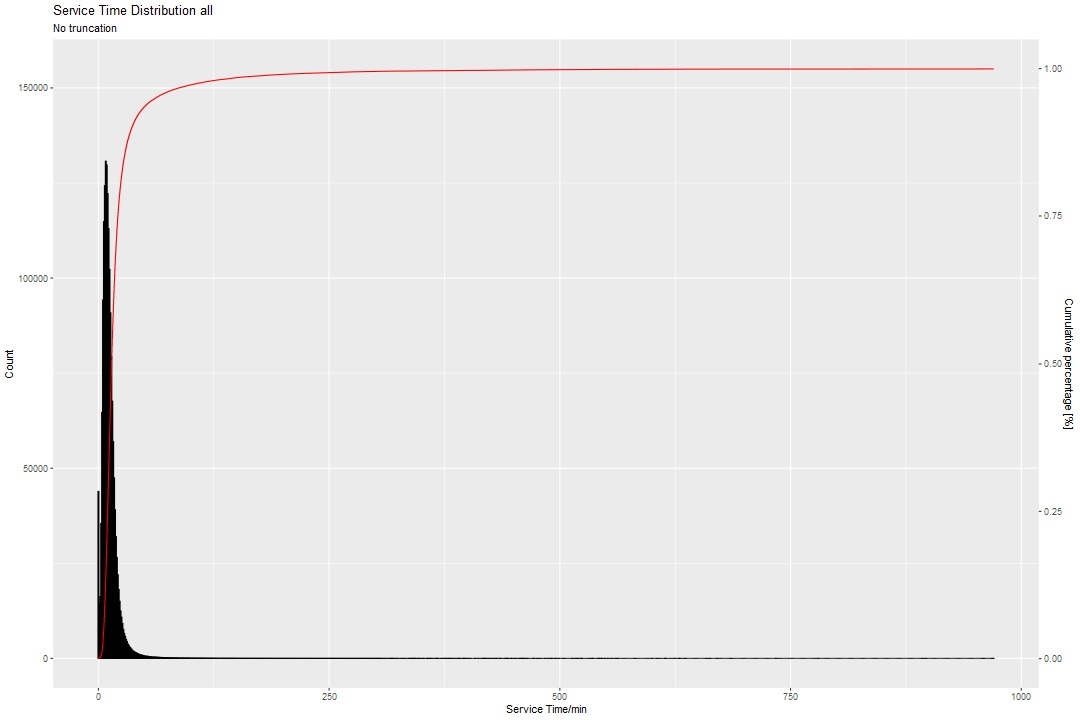 Service Time Distribution all
No truncation
150000
100000
50000
0
Count
1.00
0.75
0.50
0.25
0.00
Cumulative percentage [%]
0
250
500
750
1000
Service Time/min